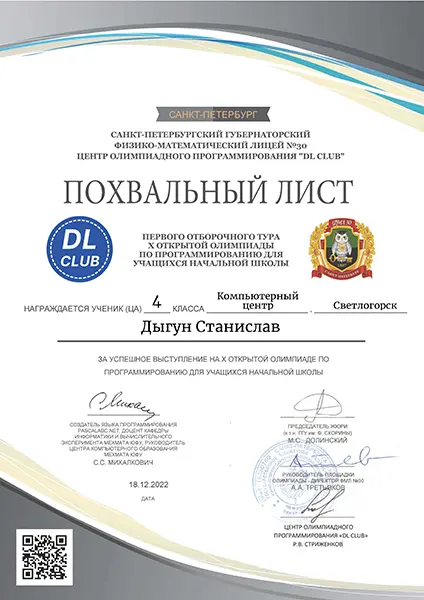 САНКТ-ПЕТЕРБУРГ
САНКТ-ПЕТЕРБУРГСКИЙ ГУБЕРНАТОРСКИЙ
ФИЗИКО-МАТЕМАТИЧЕСКИЙ ЛИЦЕЙ №30
ЦЕНТР ОЛИМПИАДНОГО ПРОГРАММИРОВАНИЯ "DL CLUB"
ПОХВАЛЬНЫЙ ЛИСТ
DL
CLUB
ПЕРВОГО ОТБОРОЧНОГО ТУРА
X ОТКРЫТОЙ ОЛИМПИАДЫ
ПО ПРОГРАММИРОВАНИЮ ДЛЯ
УЧАЩИХСЯ НАЧАЛЬНОЙ ШКОЛЫ
НАГРАЖДАЕТСЯ УЧЕНИК (ЦА) 4 КЛАССА Компьютерный центр , Светлогорск
Дыгун Станислав
ЗА УСПЕШНОЕ ВЫСТУПЛЕНИЕ НА X ОТКРЫТОЙ ОЛИМПИАДЕ ПО
ПРОГРАММИРОВАНИЮ ДЛЯ УЧАЩИХСЯ НАЧАЛЬНОЙ ШКОЛЫ
СОЗДАТЕЛЬ ЯЗЫКА ПРОГРАММИРОВАНИЯ
PASCALABC.NET, ДОЦЕНТ КАФЕДРЫ
ИНФОРМАТИКИ И ВЫЧИСЛИТЕЛЬНОГО
ЭКСПЕРИМЕНТА МЕХМАТА ЮФУ, РУКОВОДИТЕЛЬ
ЦЕНТРА КОМПЬЮТЕРНОГО ОБРАЗОВАНИЯ
МЕХМАТА ЮФУ
С.С. МИХАЛКОВИЧ
18.12.2022
ДАТА
ПРЕДСЕДАТЕЛЬ ЖЮРИ
(к.т.н. ГГУ им. Ф. СКОРИНЫ)
М.С. ДОЛИНСКИЙ
РУКОВОДИТЕЛЬ ПЛОЩАДКИ
ОЛИМПИАДЫ - ДИРЕКТОР ФМЛ №30
А.А. ТРЕТЬЯКОВ
ЦЕНТР ОЛИМПИАДНОГО
ПРОГРАММИРОВАНИЯ «DL CLUB»
Р.В. СТРИЖЕНКОВ